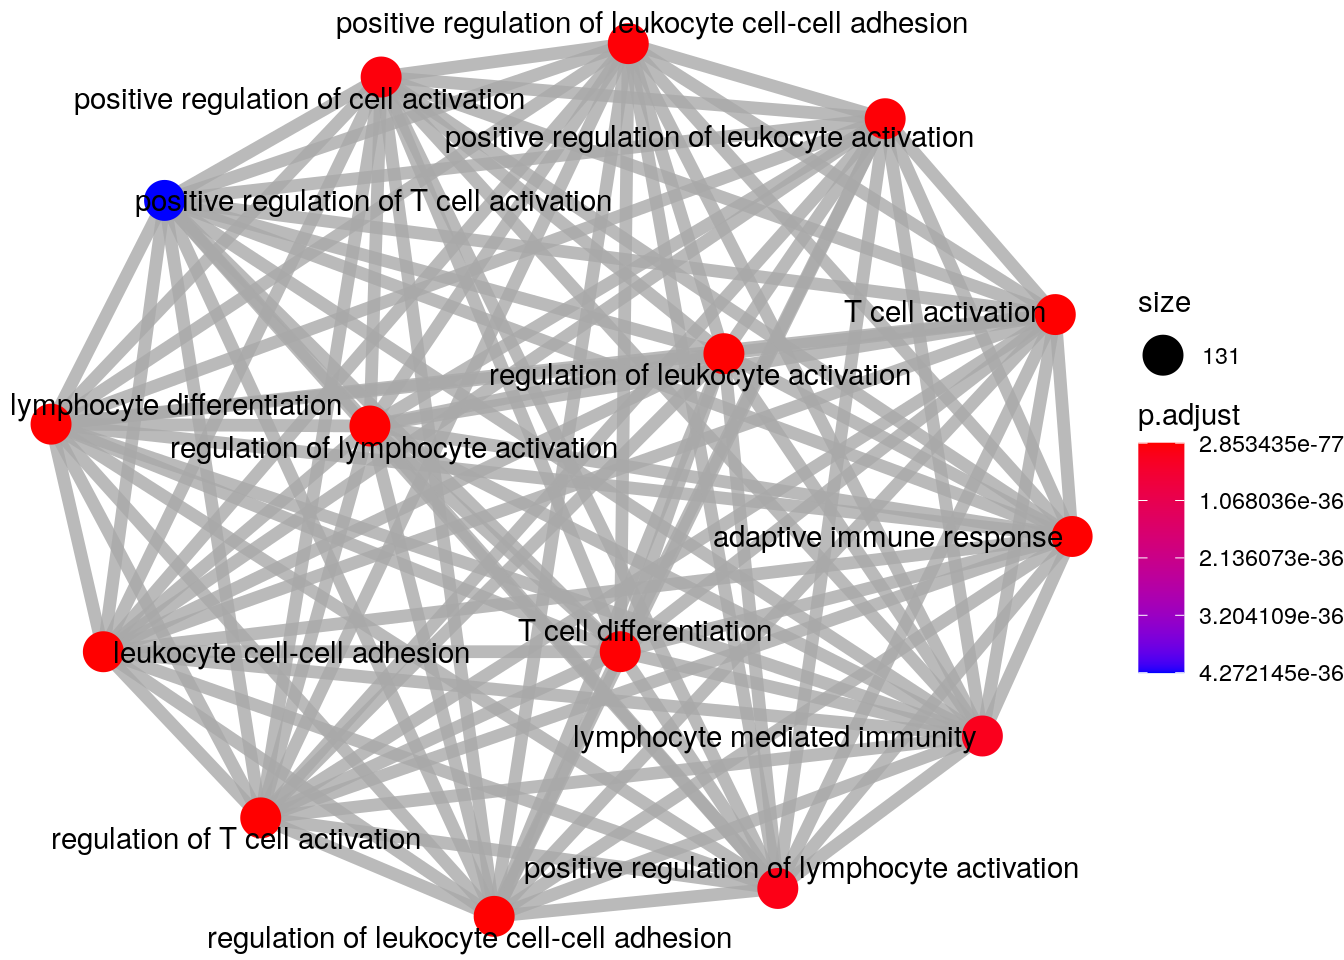 positive regulation of leukocyte cell-cell adhesion
positive regulation of cell activation
positive regulation of leukocyte activation
positive regulation of T cell activation
T cell activation
regulation of leukocyte activation
lymphocyte differentiation
regulation of lymphocyte activation
adaptive immune response
T cell differentiation
leukocyte cell-cell adhesion
lymphocyte mediated immunity
regulation of T cell activation
positive regulation of lymphocyte activation
regulation of leukocyte cell-cell adhesion
size
131
p.adjust
2.853435e-77
1.068036e-36
2.136073e-36
3.204109e-36
4.272145e-36